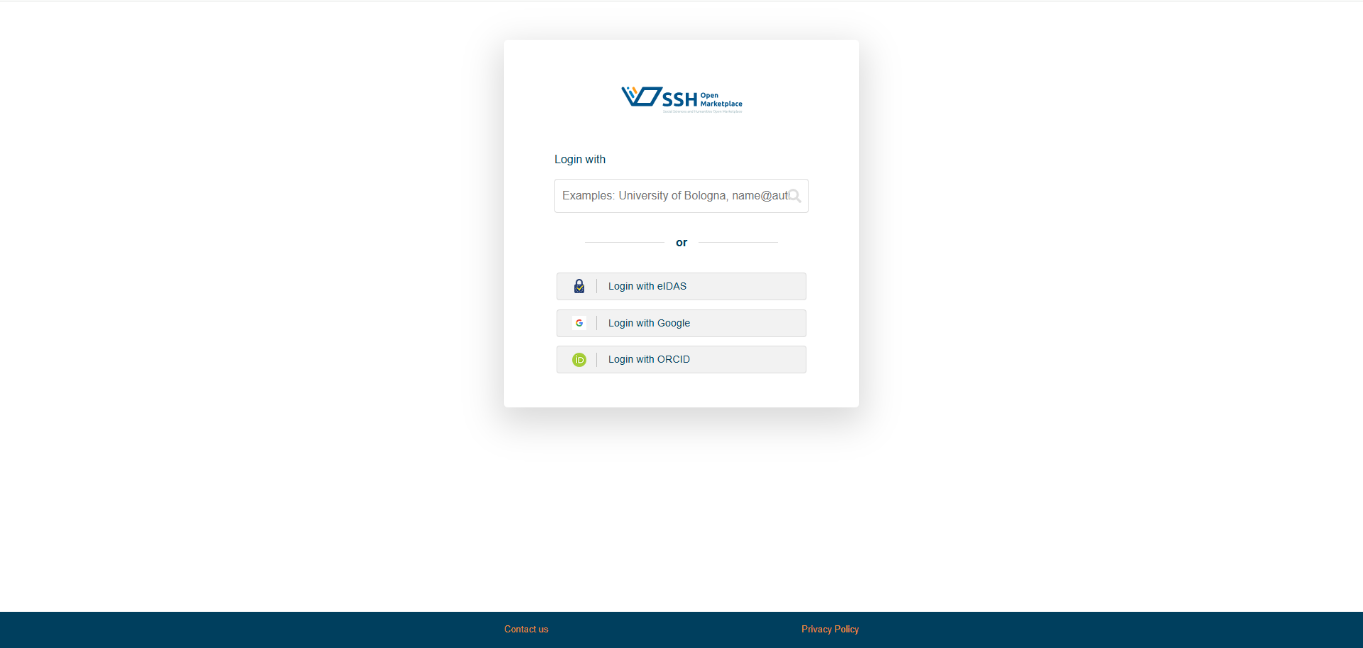 SSH Open
Marketplace
Login with
Examples: University of Bologna, name@aut
or
Login with eIDAS
Login with Google
iD
Login with ORCID
Contact us
Privacy Policy